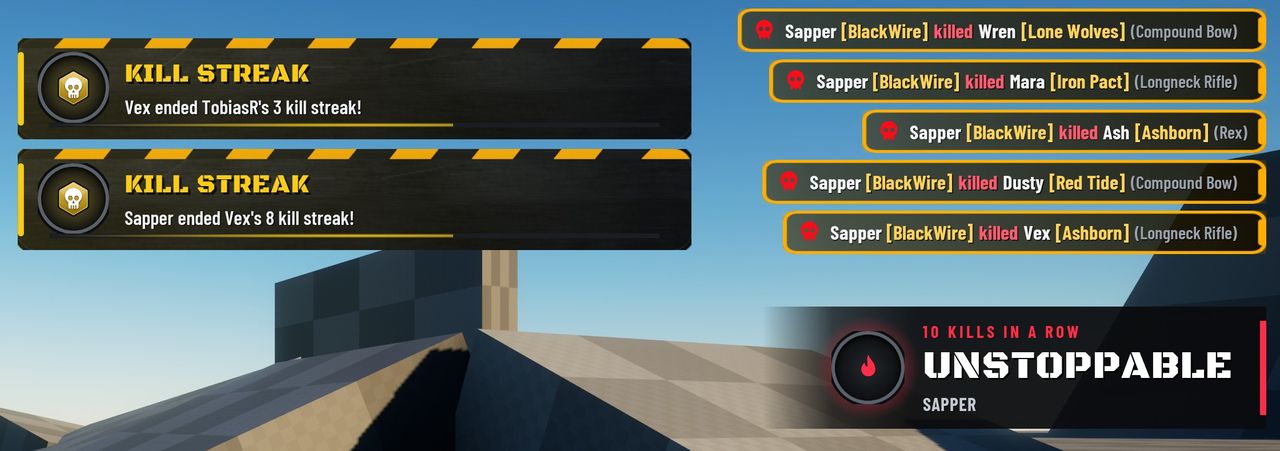 KILL STREAK
Vex ended TobiasR's 3 kill streak!
KILL STREAK
Sapper ended Vex's 8 kill streak!
Sapper [BlackWire] killed Wren [Lone Wolves] (Compound Bow)
Sapper [BlackWire] killed Mara [Iron Pact] (Longneck Rifle)
Sapper [BlackWire] killed Ash [Ashborn] (Rex)
Sapper [BlackWire] killed Dusty [Red Tide] (Compound Bow)
Sapper [BlackWire] killed Vex [Ashborn] (Longneck Rifle)
10 KILLS IN A ROW
UNSTOPPABLE
SAPPER